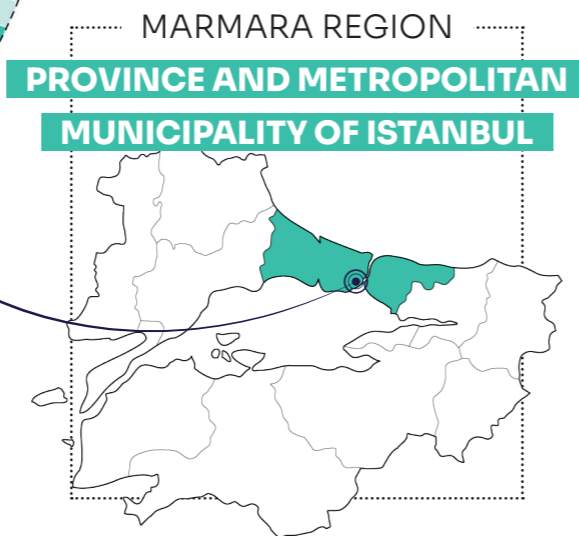 MARMARA REGION
PROVINCE AND METROPOLITAN
MUNICIPALITY OF ISTANBUL